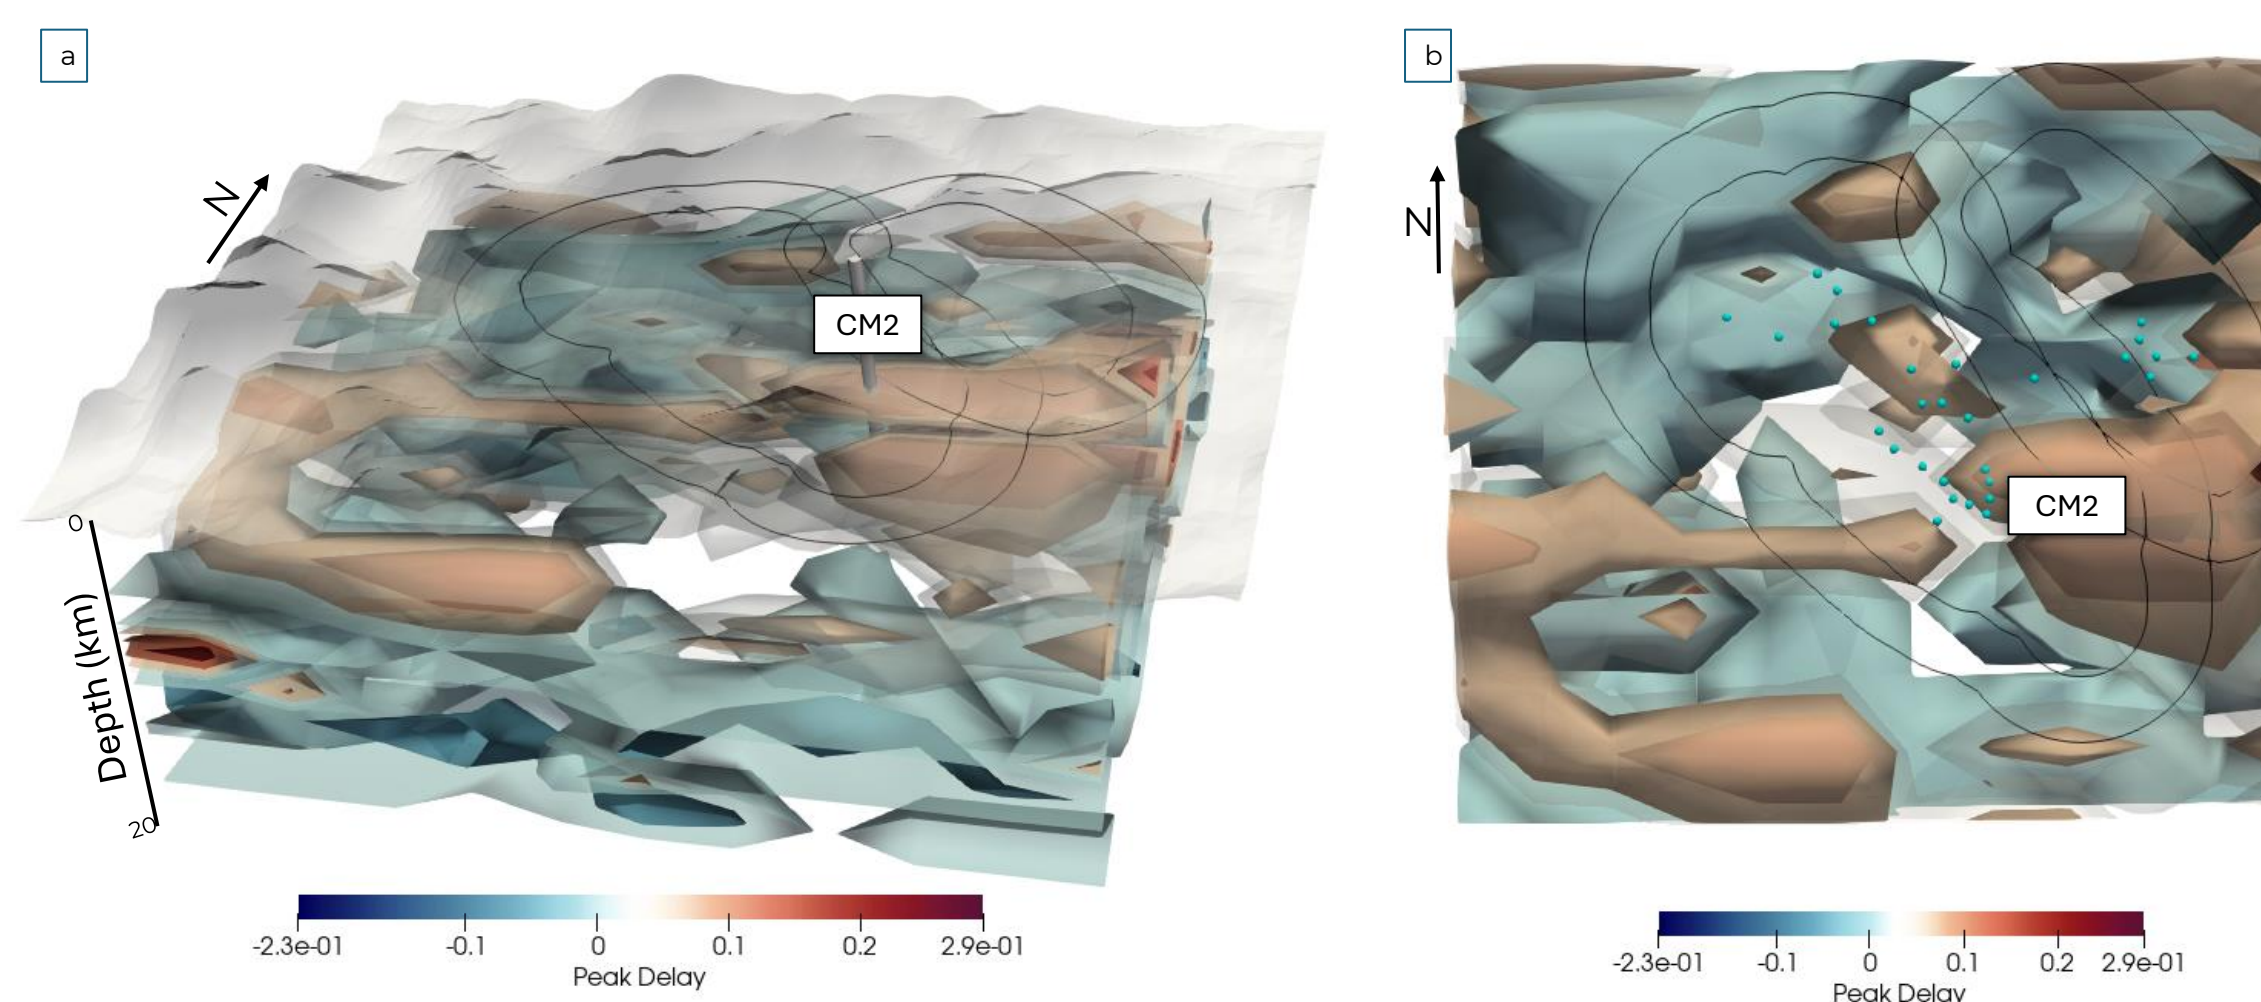 a
N
CM2
0
Depth (km)
20
-2.3e-01 -0.1 0 0.1 0.2 2.9e-01
Peak Delay
b
N
CM2
-2.3e-01 -0.1 0 0.1 0.2 2.9e-01
Peak Delay